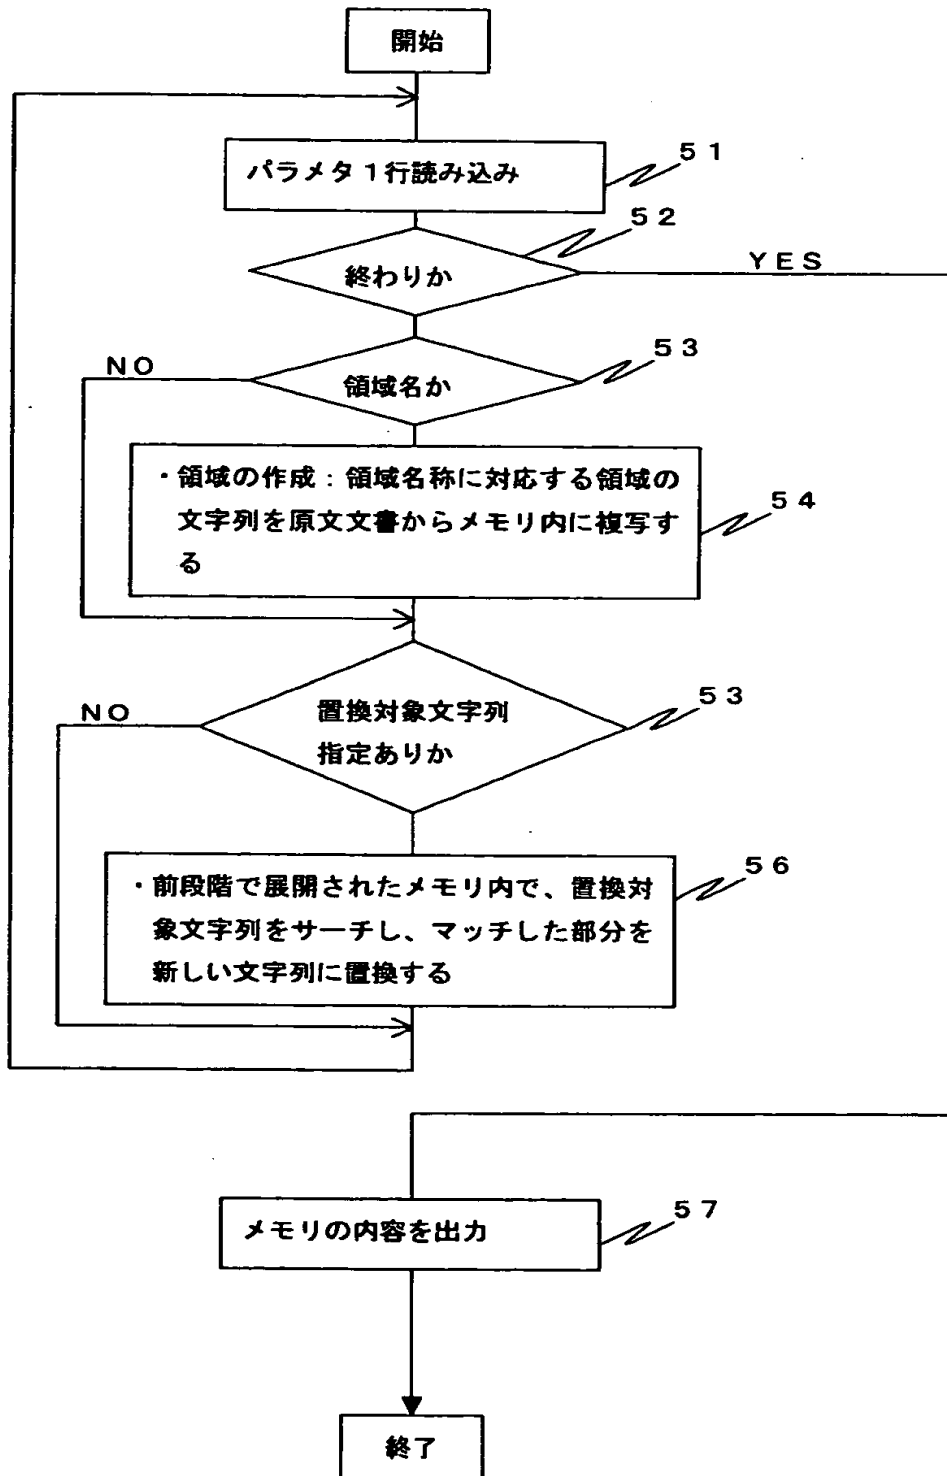 開始
パラメタ1行読み込み
51
52
終わりか
YES
53
NO
領域名か
・領域の作成:領域名称に対応する領域の
文字列を原文文書からメモリ内に複写す
る
54
NO
置換対象文字列
指定ありか
53
・前段階で展開されたメモリ内で、置換対
象文字列をサーチし、マッチした部分を
新しい文字列に置換する
56
メモリの内容を出力
57
終了